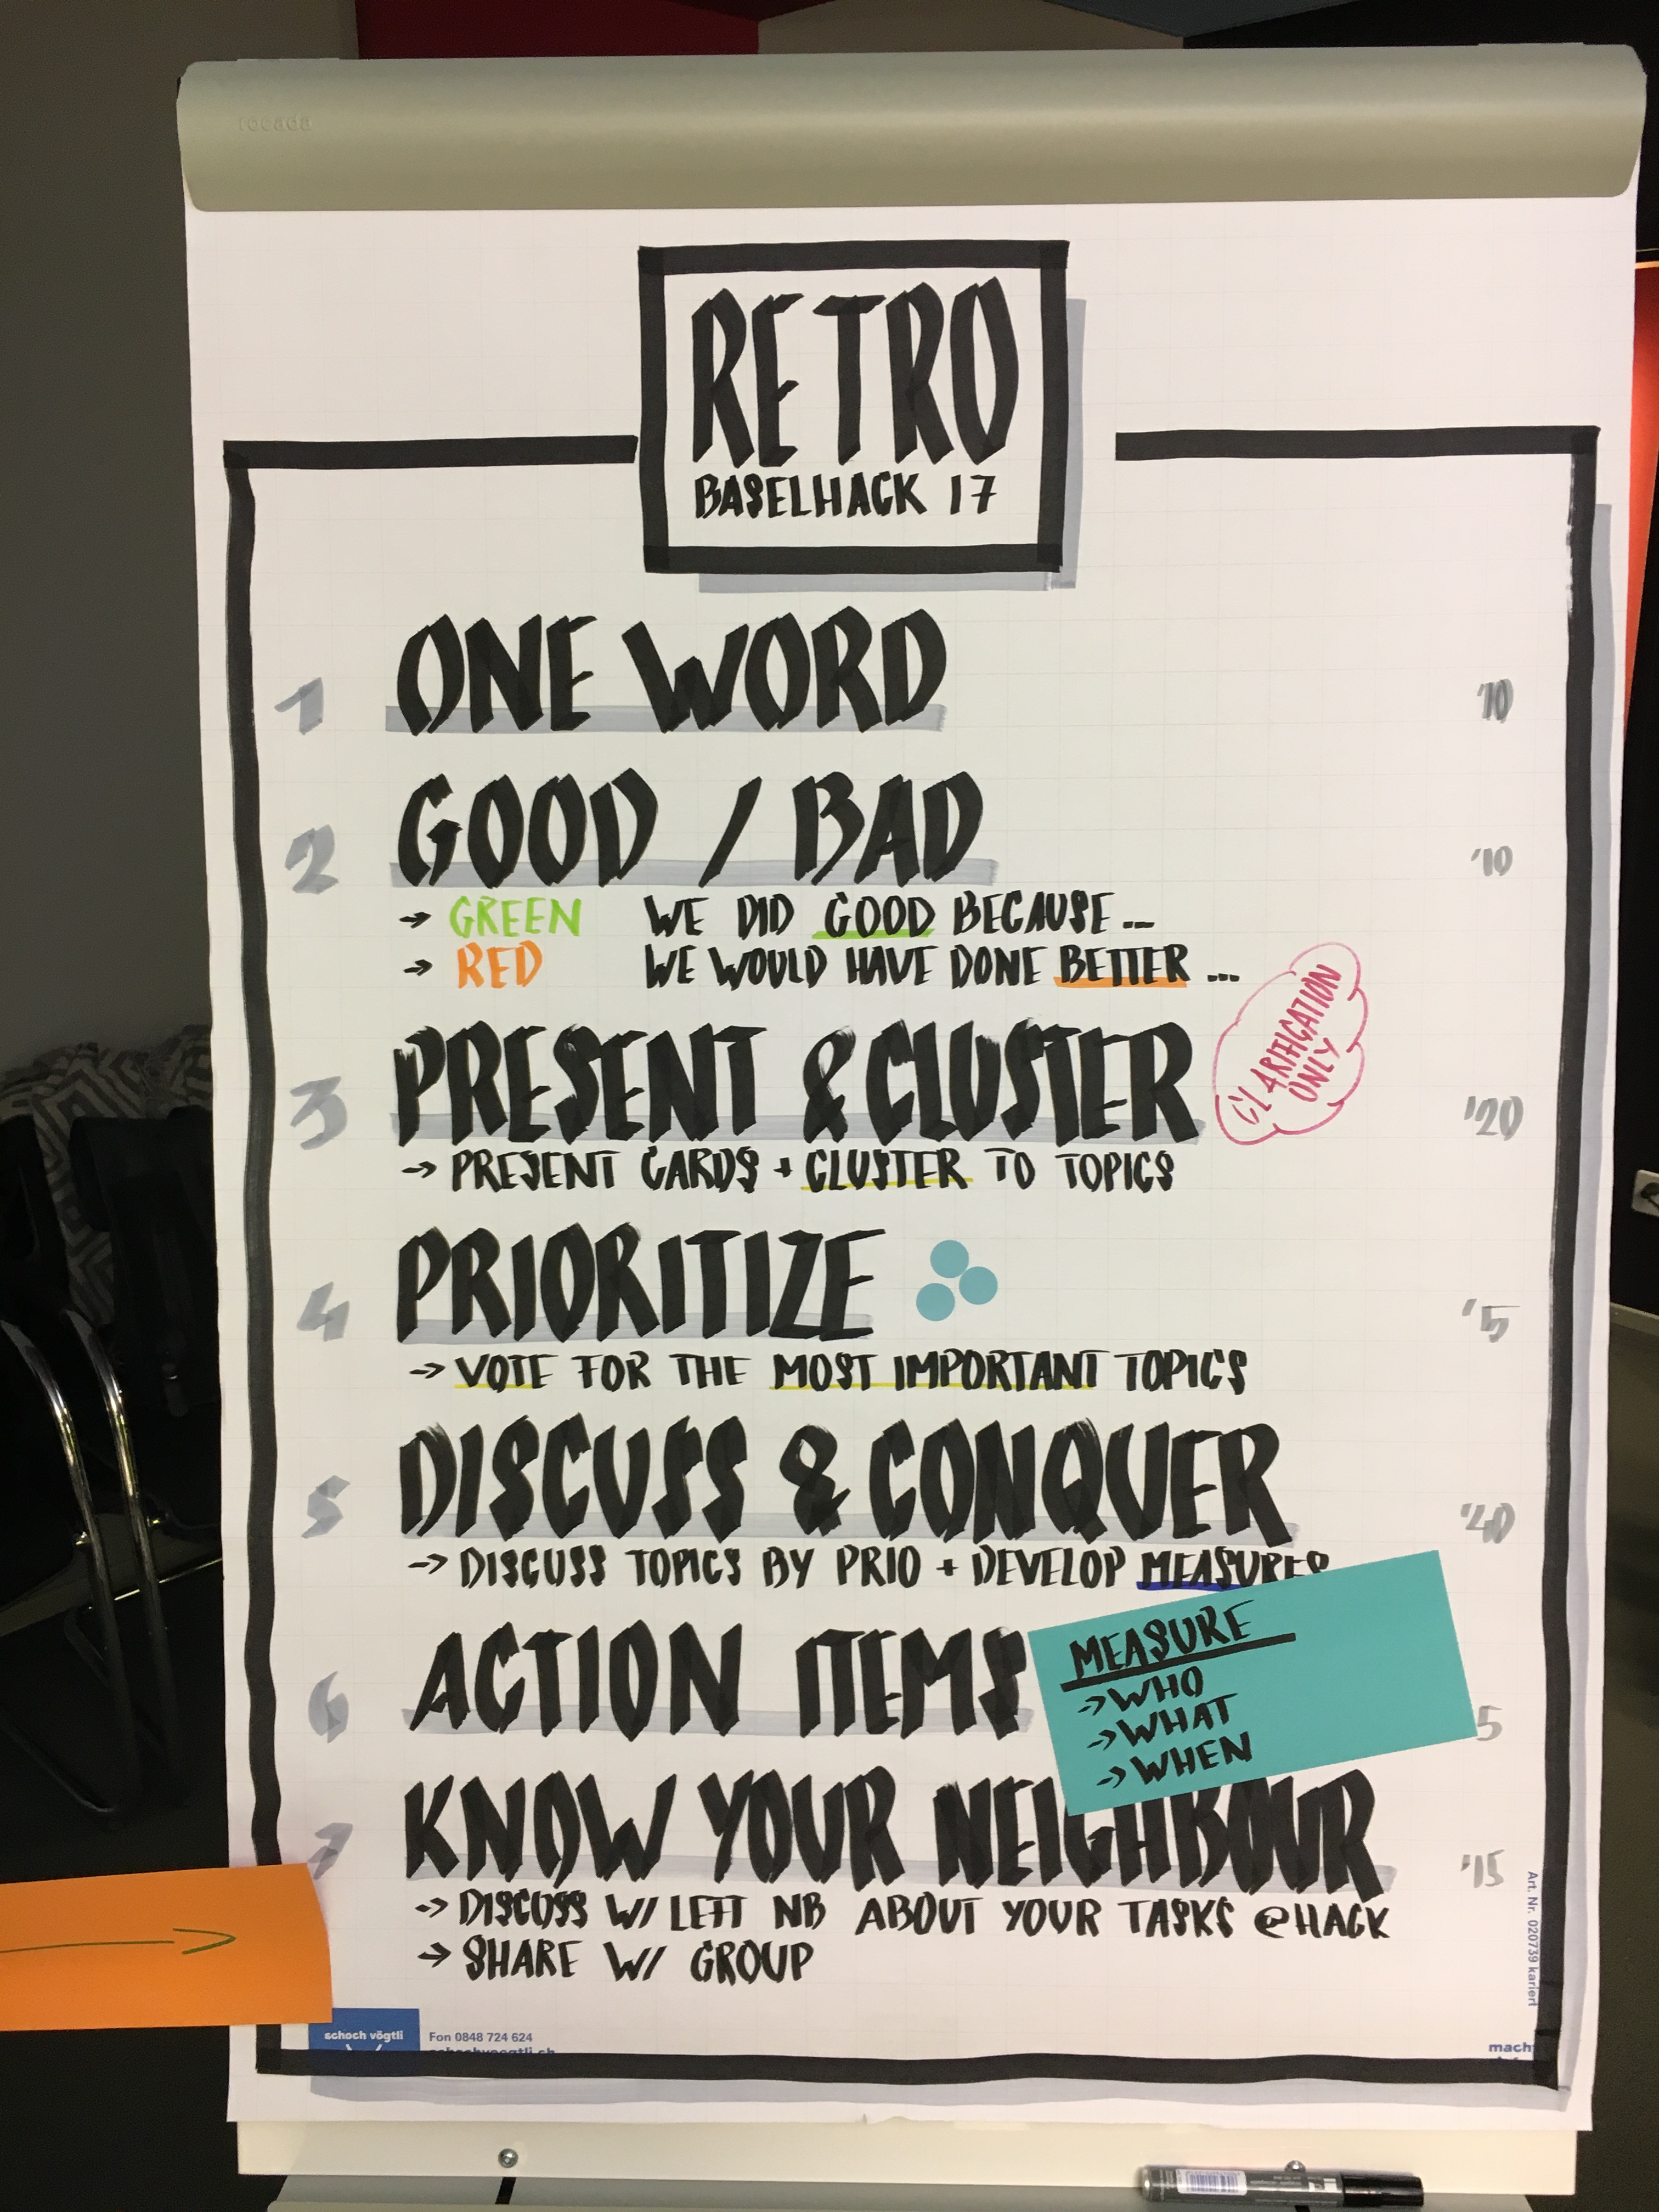 rocada
RETRO
BASELHACK 17
1 ONE WORD '10
2 GOOD / BAD '10
→ GREEN WE DID GOOD BECAUSE ...
→ RED WE WOULD HAVE DONE BETTER ...
CLARIFICATION
ONLY
3 PRESENT & CLUSTER '20
→ PRESENT CARDS + CLUSTER TO TOPICS
4 PRIORITIZE '5
→ VOTE FOR THE MOST IMPORTANT TOPICS
5 DISCUSS & CONQUER '40
→ DISCUSS TOPICS BY PRIO + DEVELOP MEASURES
6 ACTION ITEMS 5
MEASURE
→ WHO
→ WHAT
→ WHEN
7 KNOW YOUR NEIGHBOUR '15
→ DISCUSS W/ LEFT NB ABOUT YOUR TASKS @HACK
→ SHARE W/ GROUP
Art. Nr. 020739 kariert
schoch vögtli
Fon 0848 724 624
schochvoegtli.ch
mach